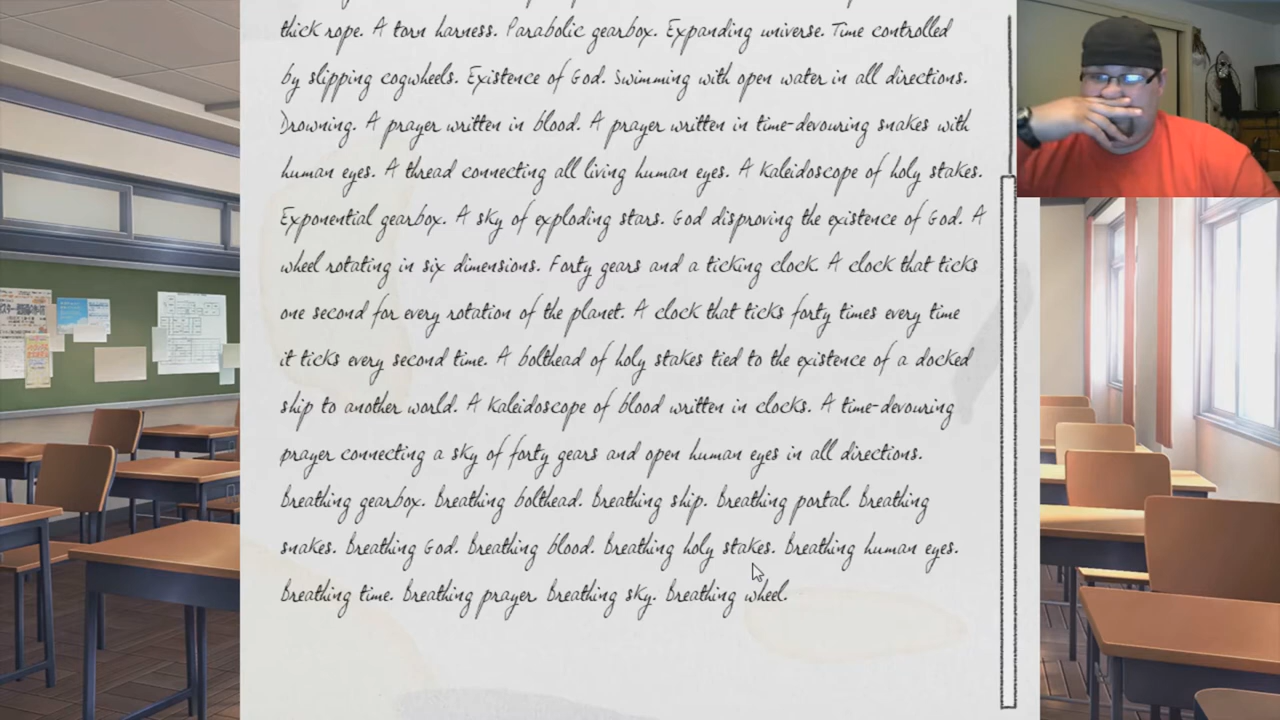 thick rope. A torn harness. Parabolic gearbox. Expanding universe. Time controlled
by slipping cogwheels. Existence of God. Swimming with open water in all directions.
Drowning. A prayer written in blood. A prayer written in time-devouring snakes with
human eyes. A thread connecting all living human eyes. A kaleidoscope of holy stakes.
Exponential gearbox. A sky of exploding stars. God disproving the existence of God. A
wheel rotating in six dimensions. Forty gears and a ticking clock. A clock that ticks
one second for every rotation of the planet. A clock that ticks forty times every time
it ticks every second time. A bolthead of holy stakes tied to the existence of a docked
ship to another world. A kaleidoscope of blood written in clocks. A time-devouring
prayer connecting a sky of forty gears and open human eyes in all directions.
Breathing gearbox. Breathing bolthead. Breathing ship. Breathing portal. Breathing
snakes. Breathing God. Breathing blood. Breathing holy stakes. Breathing human eyes.
Breathing time. Breathing prayer. Breathing sky. Breathing wheel.